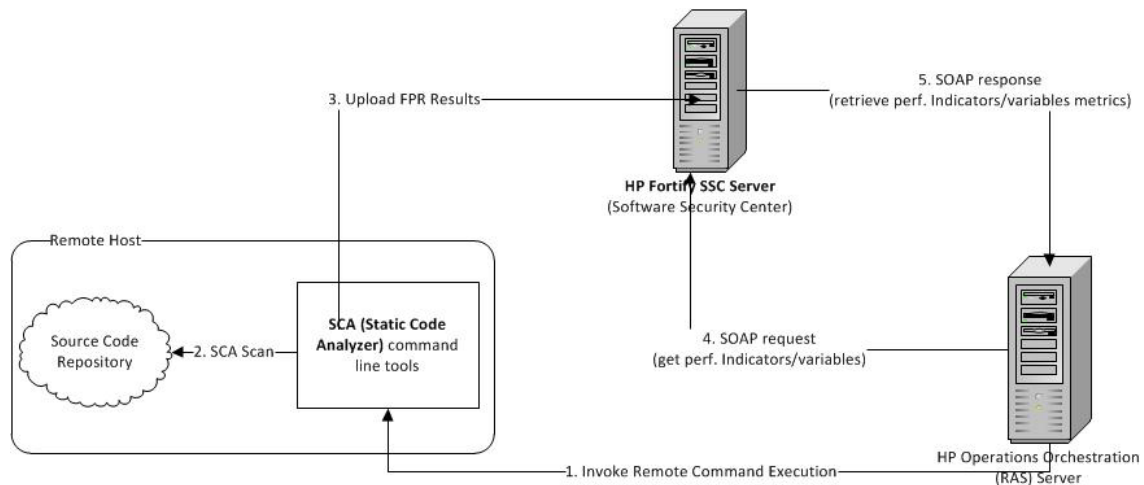 5. SOAP response
(retrieve perf. Indicators/variables metrics)
3. Upload FPR Results
HP Fortify SSC Server
(Software Security Center)
Remote Host
Source Code
Repository
2. SCA Scan
SCA (Static Code
Analyzer) command
line tools
4. SOAP request
(get perf. Indicators/variables)
1. Invoke Remote Command Execution
HP Operations Orchestration
(RAS) Server